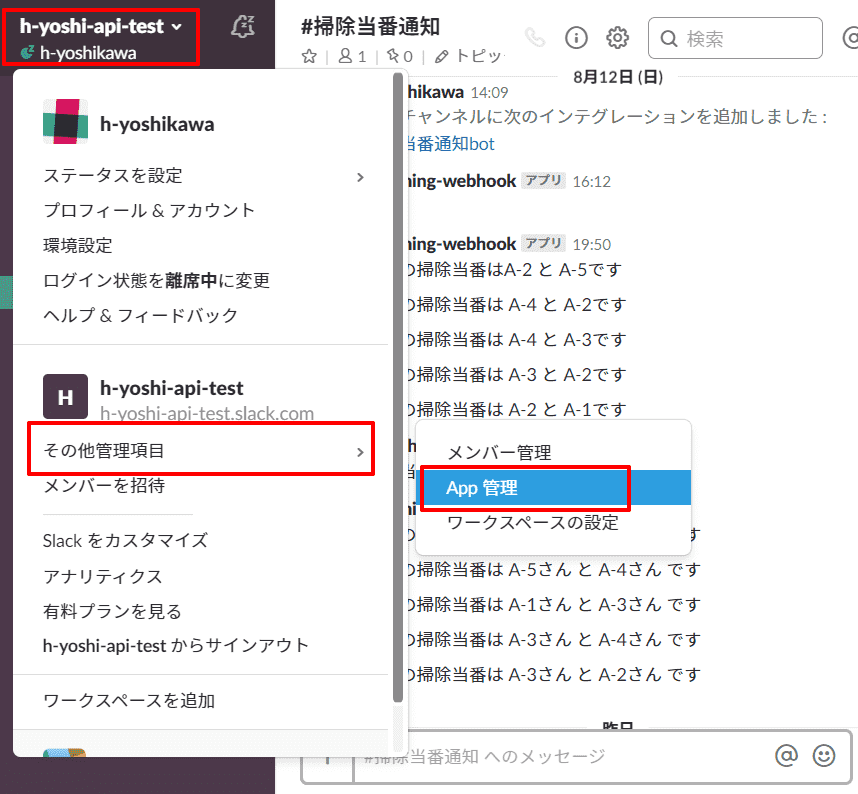 h-yoshi-api-test
h-yoshikawa
#掃除当番通知
1
0
トピッ
検索
h-yoshikawa
ステータスを設定
プロフィール & アカウント
環境設定
ログイン状態を離席中に変更
ヘルプ & フィードバック
H
h-yoshi-api-test
h-yoshi-api-test.slack.com
その他管理項目
メンバーを招待
Slack をカスタマイズ
アナリティクス
有料プランを見る
h-yoshi-api-test からサインアウト
ワークスペースを追加
8月12日 (日)
hikawa 14:09
チャンネルに次のインテグレーションを追加しました :
当番通知bot
ning-webhook アプリ 16:12
ning-webhook アプリ 19:50
の掃除当番はA-2 と A-5です
の掃除当番は A-4 と A-2です
の掃除当番は A-4 と A-3です
の掃除当番は A-3 と A-2です
の掃除当番は A-2 と A-1です
メンバー管理
App 管理
ワークスペースの設定
の掃除当番は A-5さん と A-4さん です
の掃除当番は A-1さん と A-3さん です
の掃除当番は A-3さん と A-4さん です
の掃除当番は A-3さん と A-2さん です
昨日
#掃除当番通知 へのメッセージ